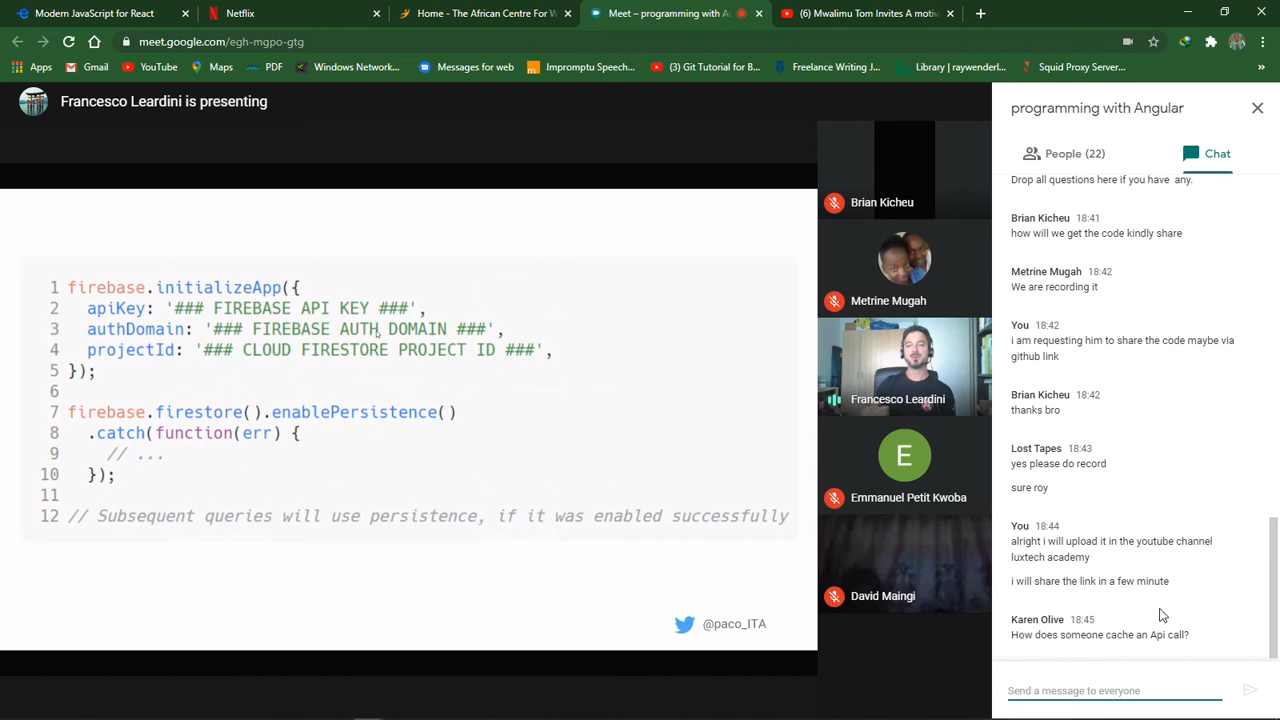 Modern JavaScript for React
Netflix
Home - The African Centre For W
Meet – programming with A
(6) Mwalimu Tom Invites A motiv
meet.google.com/egh-mgpo-gtg
Apps
Gmail
YouTube
Maps
PDF
Windows Network...
Messages for web
Impromptu Speech...
(3) Git Tutorial for B...
Freelance Writing J...
Library | raywenderl...
Squid Proxy Server...
»
Francesco Leardini is presenting
1 firebase.initializeApp({
2 apiKey: '### FIREBASE API KEY ###',
3 authDomain: '### FIREBASE AUTH DOMAIN ###',
4 projectId: '### CLOUD FIRESTORE PROJECT ID ###',
5 });
6
7 firebase.firestore().enablePersistence()
8 .catch(function(err) {
9 // ...
10 });
11
12 // Subsequent queries will use persistence, if it was enabled successfully
@paco_ITA
Brian Kicheu
Metrine Mugah
Francesco Leardini
E
Emmanuel Petit Kwoba
David Maingi
programming with Angular
People (22)
Chat
Drop all questions here if you have any.
Brian Kicheu 18:41
how will we get the code kindly share
Metrine Mugah 18:42
We are recording it
You 18:42
i am requesting him to share the code maybe via
github link
Brian Kicheu 18:42
thanks bro
Lost Tapes 18:43
yes please do record
sure roy
You 18:44
alright i will upload it in the youtube channel
luxtech academy
i will share the link in a few minute
Karen Olive 18:45
How does someone cache an Api call?
Send a message to everyone